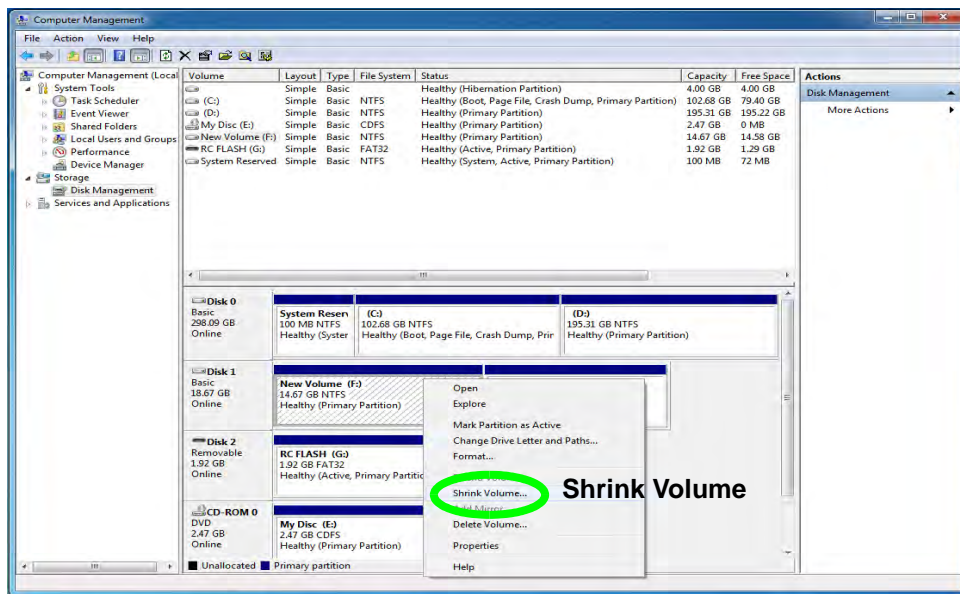 Computer Management
File Action View Help
Computer Management (Local
System Tools
Task Scheduler
Event Viewer
Shared Folders
Local Users and Groups
Performance
Device Manager
Storage
Disk Management
Services and Applications
Volume Layout Type File System Status Capacity Free Space
Simple Basic Healthy (Hibernation Partition) 4.00 GB 4.00 GB
(C:) Simple Basic NTFS Healthy (Boot, Page File, Crash Dump, Primary Partition) 102.68 GB 79.40 GB
(D:) Simple Basic NTFS Healthy (Primary Partition) 195.31 GB 195.22 GB
My Disc (E:) Simple Basic CDFS Healthy (Primary Partition) 2.47 GB 0 MB
New Volume (F:) Simple Basic NTFS Healthy (Primary Partition) 14.67 GB 14.58 GB
RC FLASH (G:) Simple Basic FAT32 Healthy (Active, Primary Partition) 1.92 GB 1.29 GB
System Reserved Simple Basic NTFS Healthy (System, Active, Primary Partition) 100 MB 72 MB
Actions
Disk Management
More Actions
Disk 0
Basic
298.09 GB
Online
System Reserv
100 MB NTFS
Healthy (Syster
(C:)
102.68 GB NTFS
Healthy (Boot, Page File, Crash Dump, Prir
(D:)
195.31 GB NTFS
Healthy (Primary Partition)
Disk 1
Basic
18.67 GB
Online
New Volume (F:)
14.67 GB NTFS
Healthy (Primary Partition)
Disk 2
Removable
1.92 GB
Online
RC FLASH (G:)
1.92 GB FAT32
Healthy (Active, Primary Partitic
CD-ROM 0
DVD
2.47 GB
Online
My Disc (E:)
2.47 GB CDFS
Healthy (Primary Partition)
Unallocated Primary partition
Open
Explore
Mark Partition as Active
Change Drive Letter and Paths...
Format...
Shrink Volume...
Add Mirror...
Delete Volume...
Properties
Help
Shrink Volume